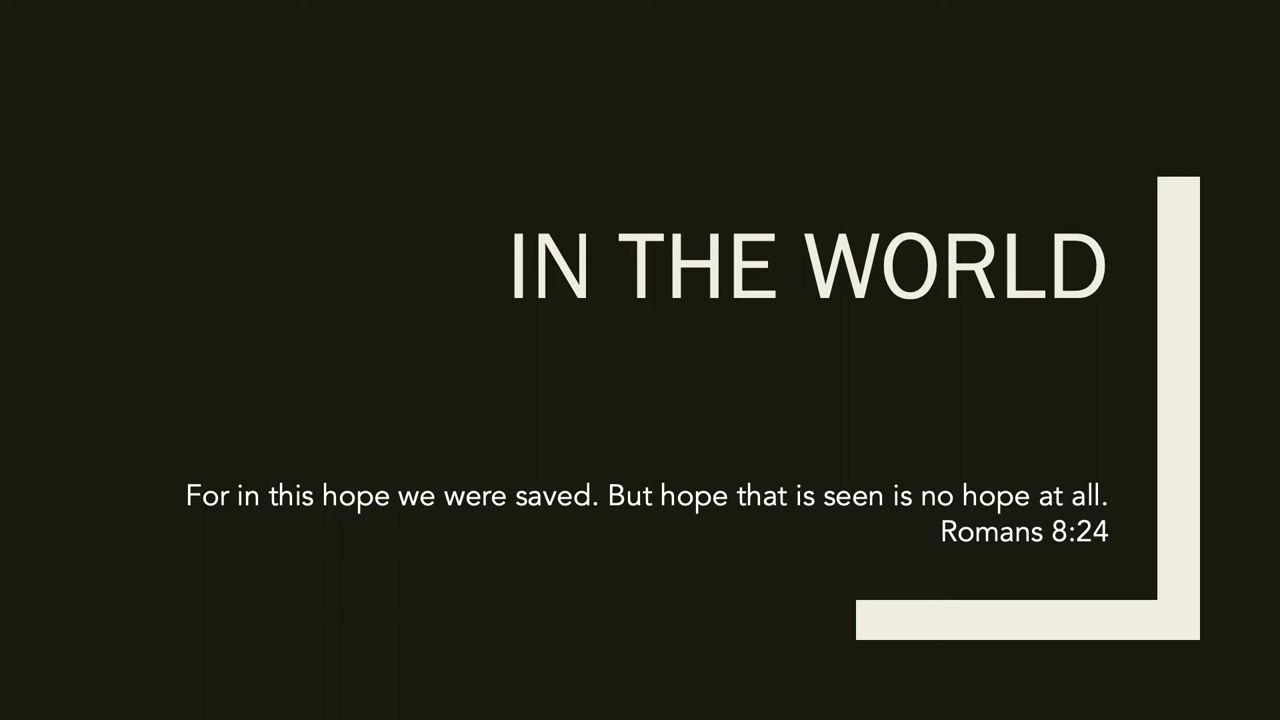 IN THE WORLD
For in this hope we were saved. But hope that is seen is no hope at all.
Romans 8:24